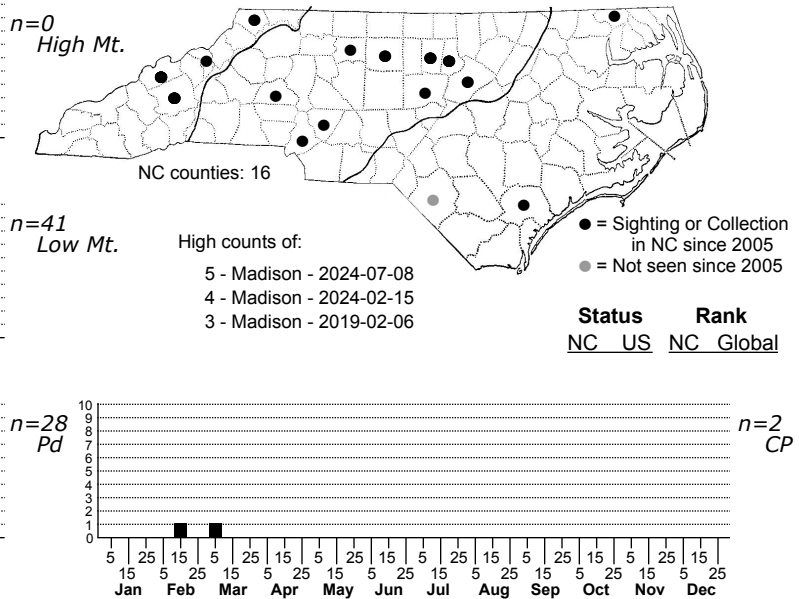 n=0
High Mt.
NC counties: 16
n=41
Low Mt.
High counts of:
5 - Madison - 2024-07-08
4 - Madison - 2024-02-15
3 - Madison - 2019-02-06
= Sighting or Collection
in NC since 2005
= Not seen since 2005
Status Rank
NC US NC Global
n=28
Pd
n=2
CP
10
9
8
7
6
5
4
3
2
1
0
5 25 15 5 25 15 5 25 15 5 25 15 5 25 15 5 25 15
15 5 25 15 5 25 15 5 25 15 5 25 15 5 25 15 5 25
Jan Feb Mar Apr May Jun Jul Aug Sep Oct Nov Dec